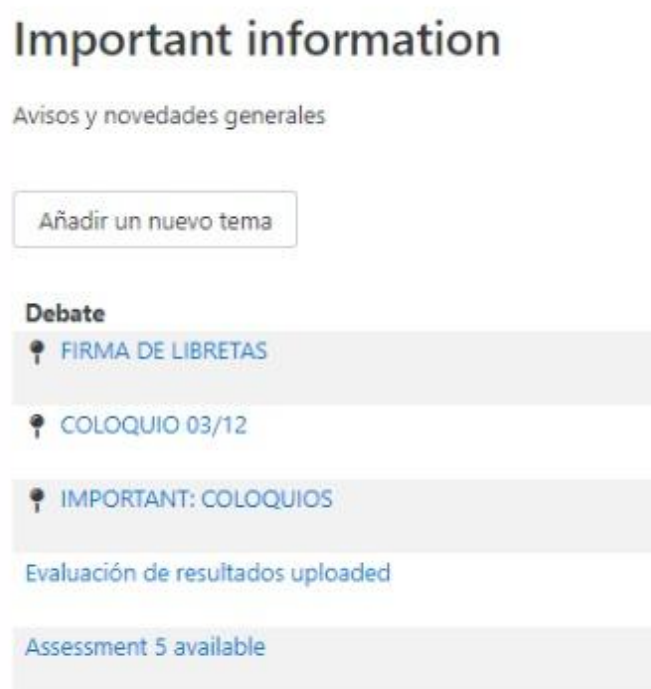 Important information
Avisos y novedades generales
Añadir un nuevo tema
Debate
FIRMA DE LIBRETAS
COLOQUIO 03/12
IMPORTANT: COLOQUIOS
Evaluación de resultados uploaded
Assessment 5 available